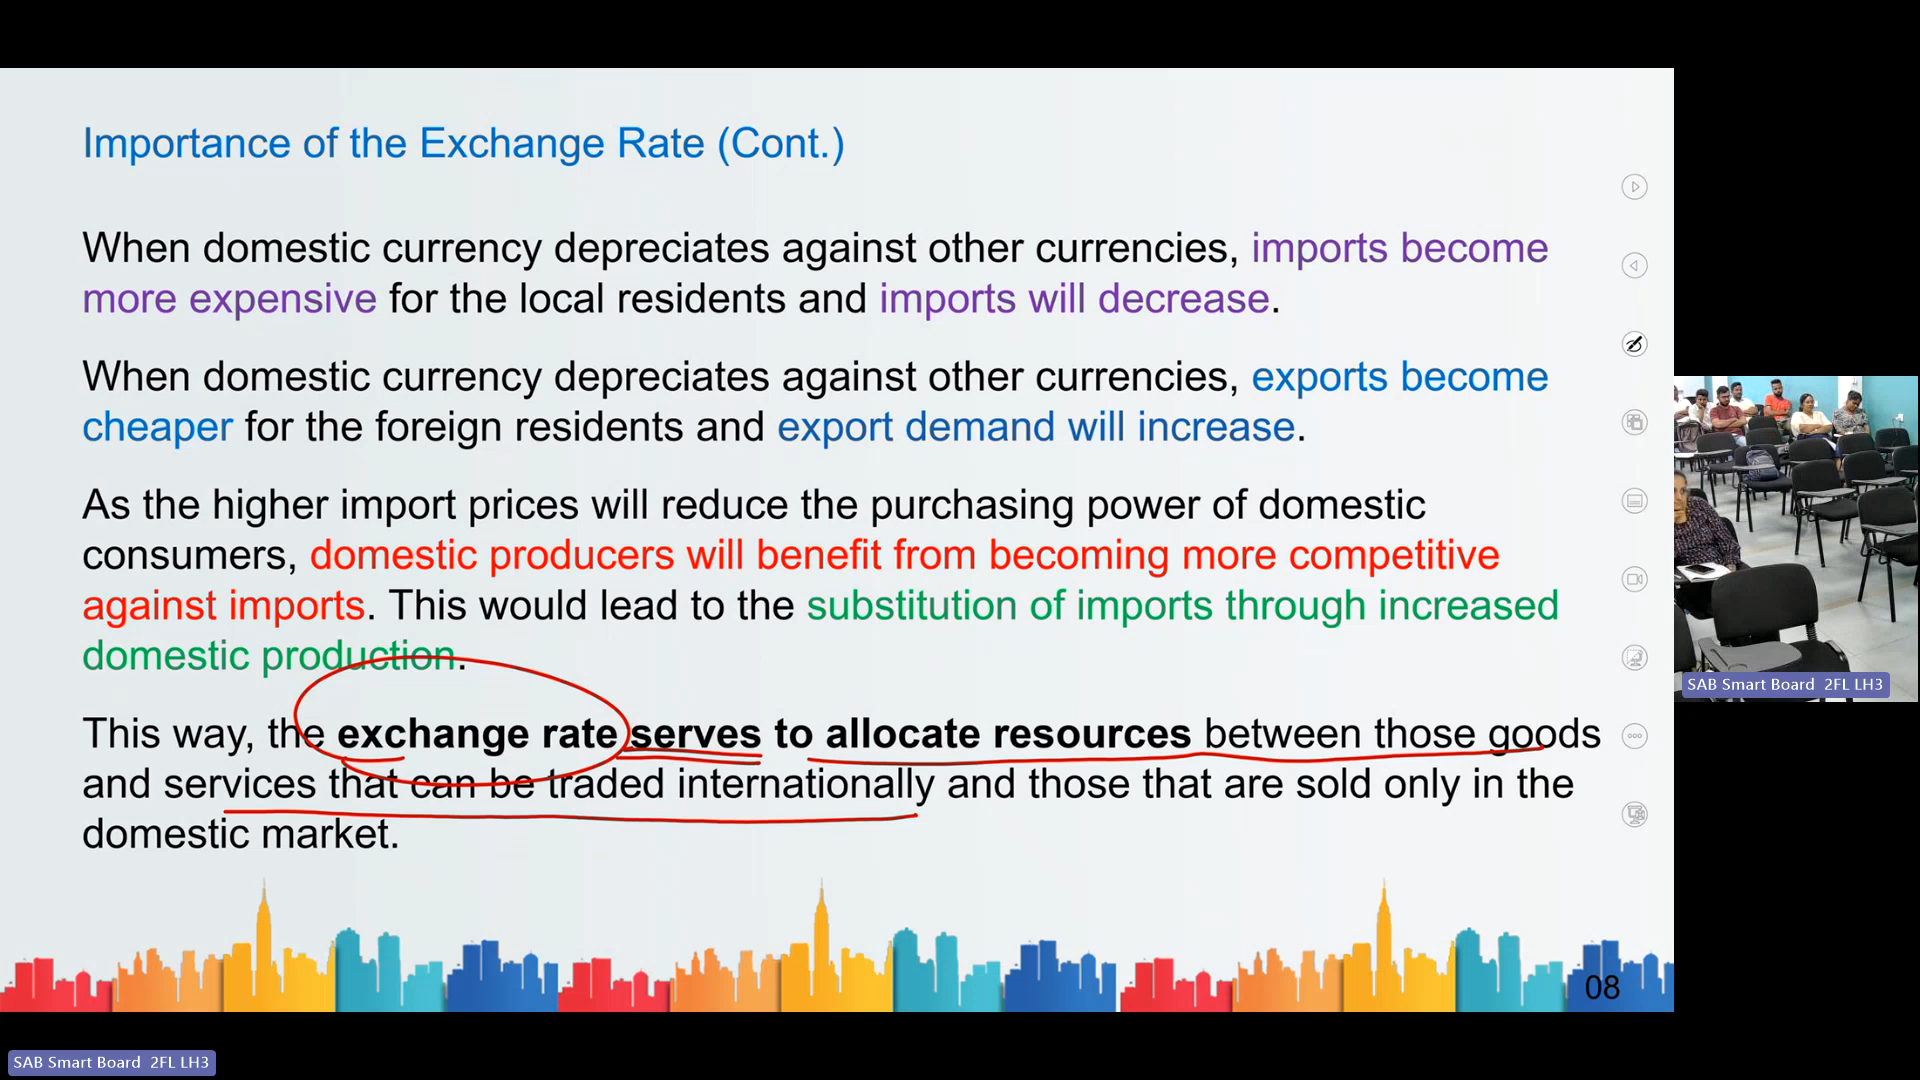 Importance of the Exchange Rate (Cont.)
When domestic currency depreciates against other currencies, imports become
more expensive for the local residents and imports will decrease.
When domestic currency depreciates against other currencies, exports become
cheaper for the foreign residents and export demand will increase.
As the higher import prices will reduce the purchasing power of domestic
consumers, domestic producers will benefit from becoming more competitive
against imports. This would lead to the substitution of imports through increased
domestic production.
This way, the exchange rate serves to allocate resources between those goods
and services that can be traded internationally and those that are sold only in the
domestic market.
08
SAB Smart Board 2FL LH3
SAB Smart Board 2FL LH3